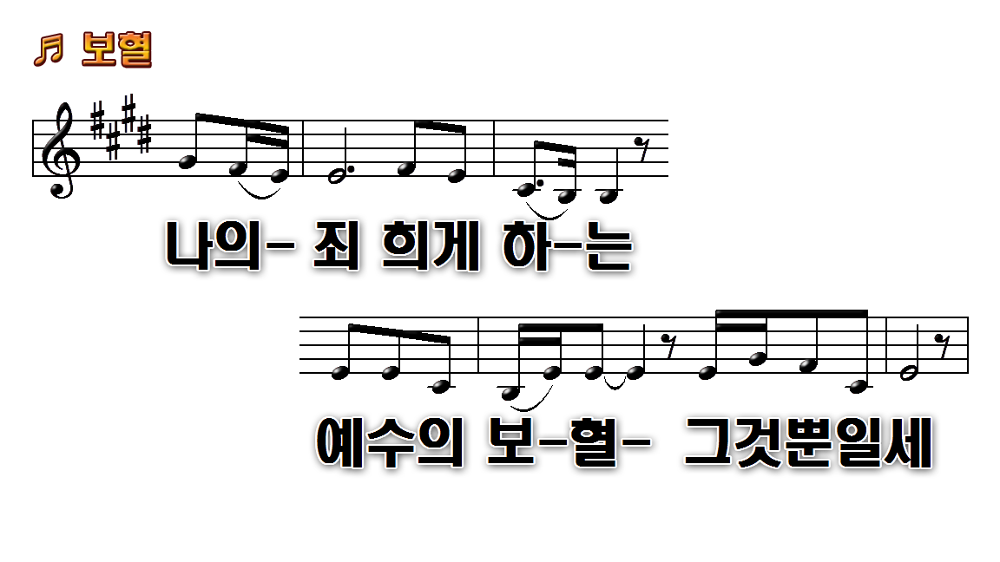 ♬ 보혈
나의- 죄 희게 하-는
예수의 보-혈- 그것뿐일세